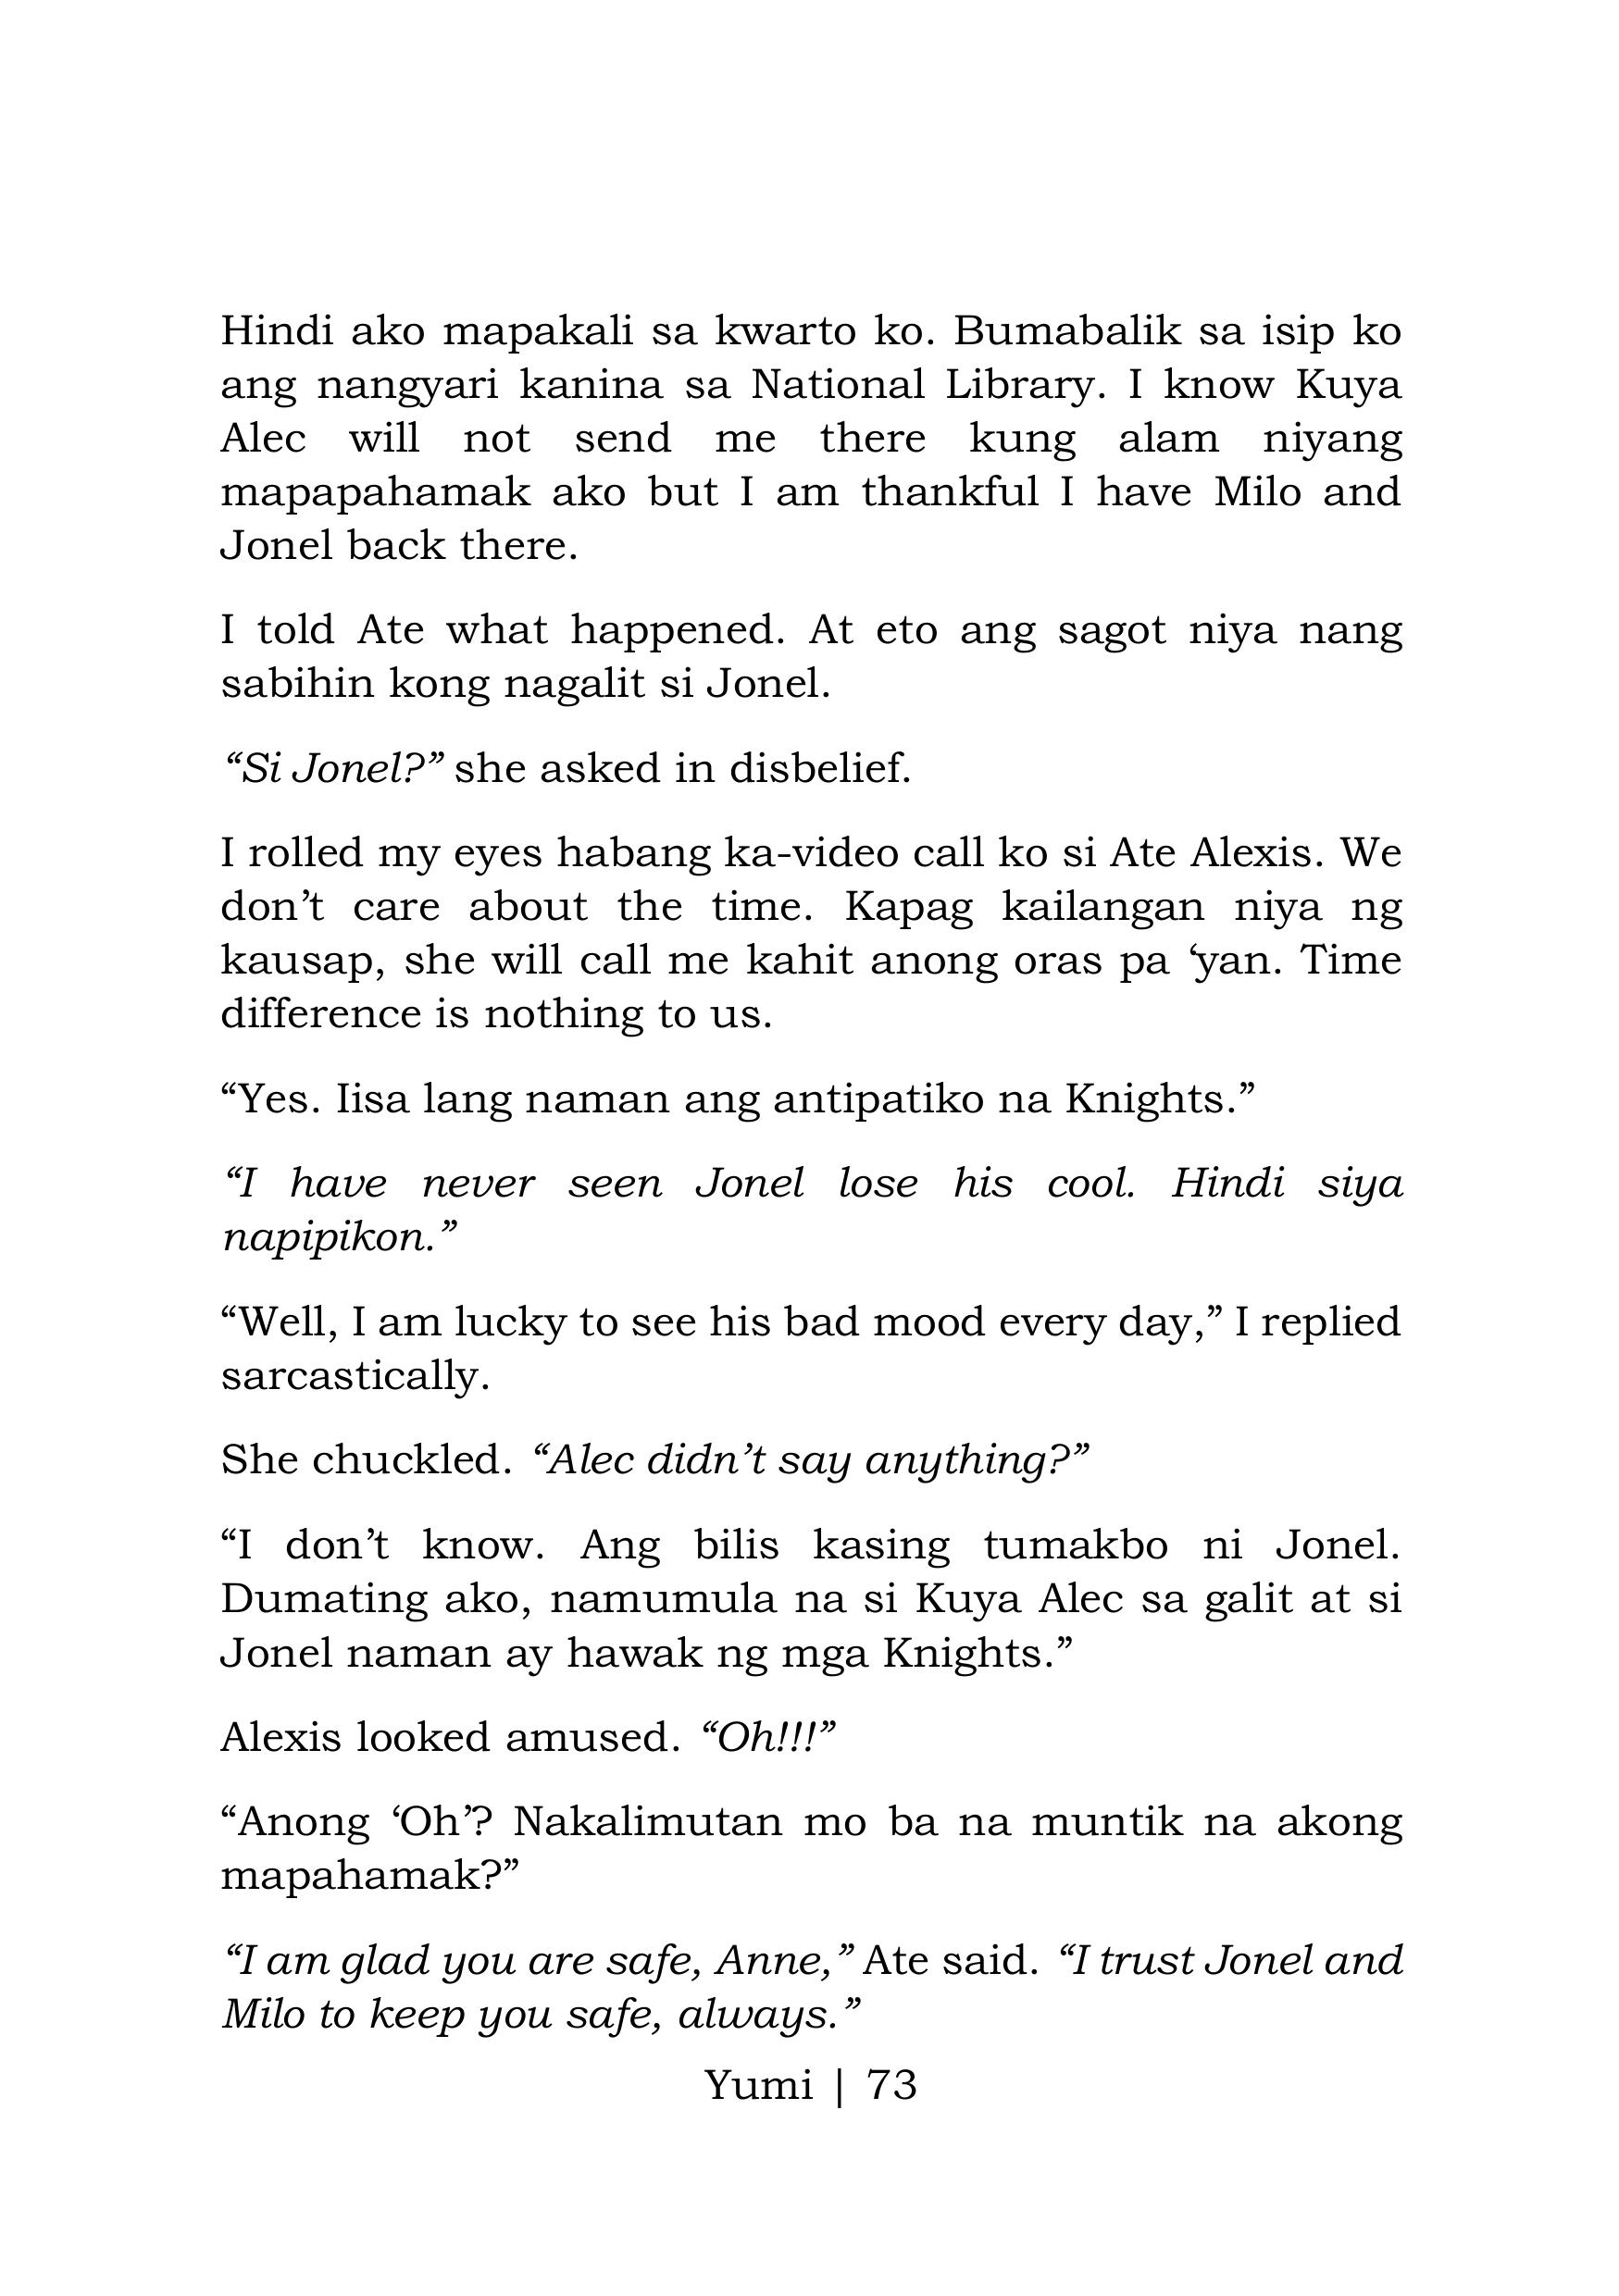 Hindi ako mapakali sa kwarto ko. Bumabalik sa isip ko
ang nangyari kanina sa National Library. I know Kuya
Alec will not send me there kung alam niyang
mapapahamak ako but I am thankful I have Milo and
Jonel back there.
I told Ate what happened. At eto ang sagot niya nang
sabihin kong nagalit si Jonel.
“Si Jonel?” she asked in disbelief.
I rolled my eyes habang ka-video call ko si Ate Alexis. We
don’t care about the time. Kapag kailangan niya ng
kausap, she will call me kahit anong oras pa ‘yan. Time
difference is nothing to us.
“Yes. Iisa lang naman ang antipatiko na Knights.”
“I have never seen Jonel lose his cool. Hindi siya
napipikon.”
“Well, I am lucky to see his bad mood every day,” I replied
sarcastically.
She chuckled. “Alec didn’t say anything?”
“I don’t know. Ang bilis kasing tumakbo ni Jonel.
Dumating ako, namumula na si Kuya Alec sa galit at si
Jonel naman ay hawak ng mga Knights.”
Alexis looked amused. “Oh!!!”
“Anong ‘Oh’? Nakalimutan mo ba na muntik na akong
mapahamak?”
“I am glad you are safe, Anne,” Ate said. “I trust Jonel and
Milo to keep you safe, always.”
Yumi | 73